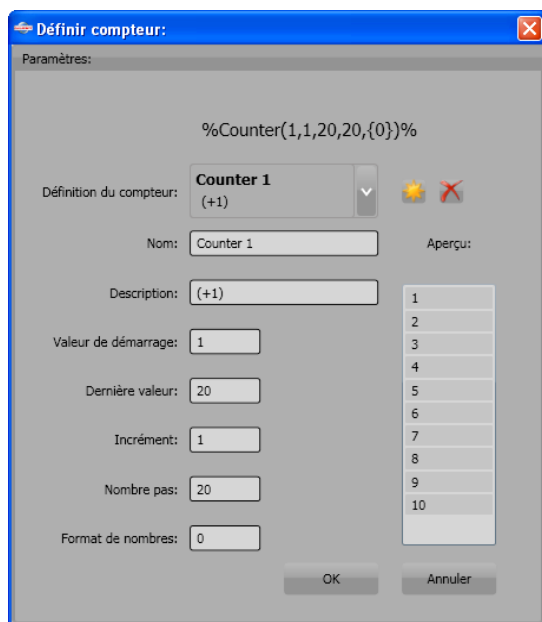 Définir compteur:
Paramètres:
%Counter(1,1,20,20,{0})%
Définition du compteur:
Counter 1
(+1)
Nom: Counter 1
Aperçu:
Description: (+1)
Valeur de démarrage: 1
Dernière valeur: 20
Incrément: 1
Nombre pas: 20
Format de nombres: 0
1
2
3
4
5
6
7
8
9
10
OK
Annuler